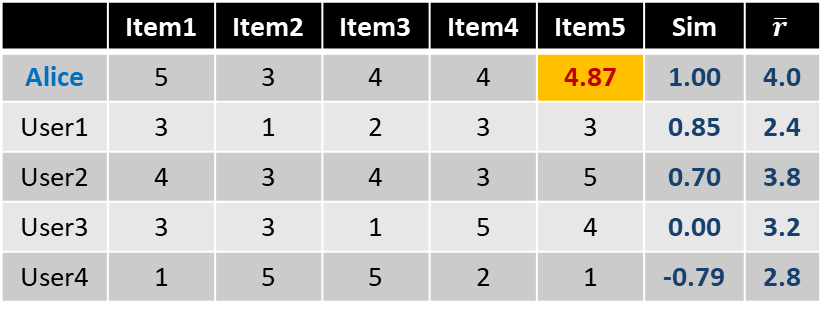 Item1 Item2 Item3 Item4 Item5 Sim r̅
Alice 5 3 4 4 4.87 1.00 4.0
User1 3 1 2 3 3 0.85 2.4
User2 4 3 4 3 5 0.70 3.8
User3 3 3 1 5 4 0.00 3.2
User4 1 5 5 2 1 -0.79 2.8